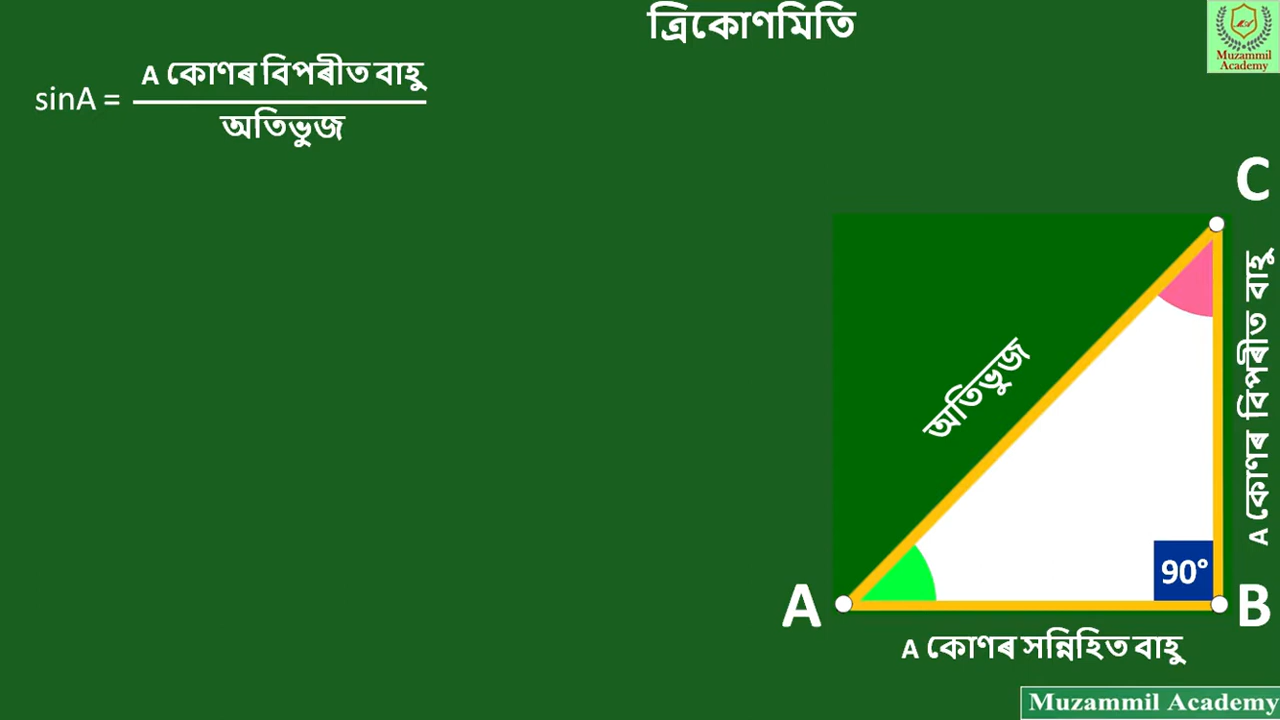 ত্ৰিকোণমিতি
Muzammil
Academy
sinA = A কোণৰ বিপৰীত বাহু
অতিভুজ
C
অতিভুজ
A কোণৰ বিপৰীত বাহু
90°
A
B
A কোণৰ সন্নিহিত বাহু
Muzammil Academy